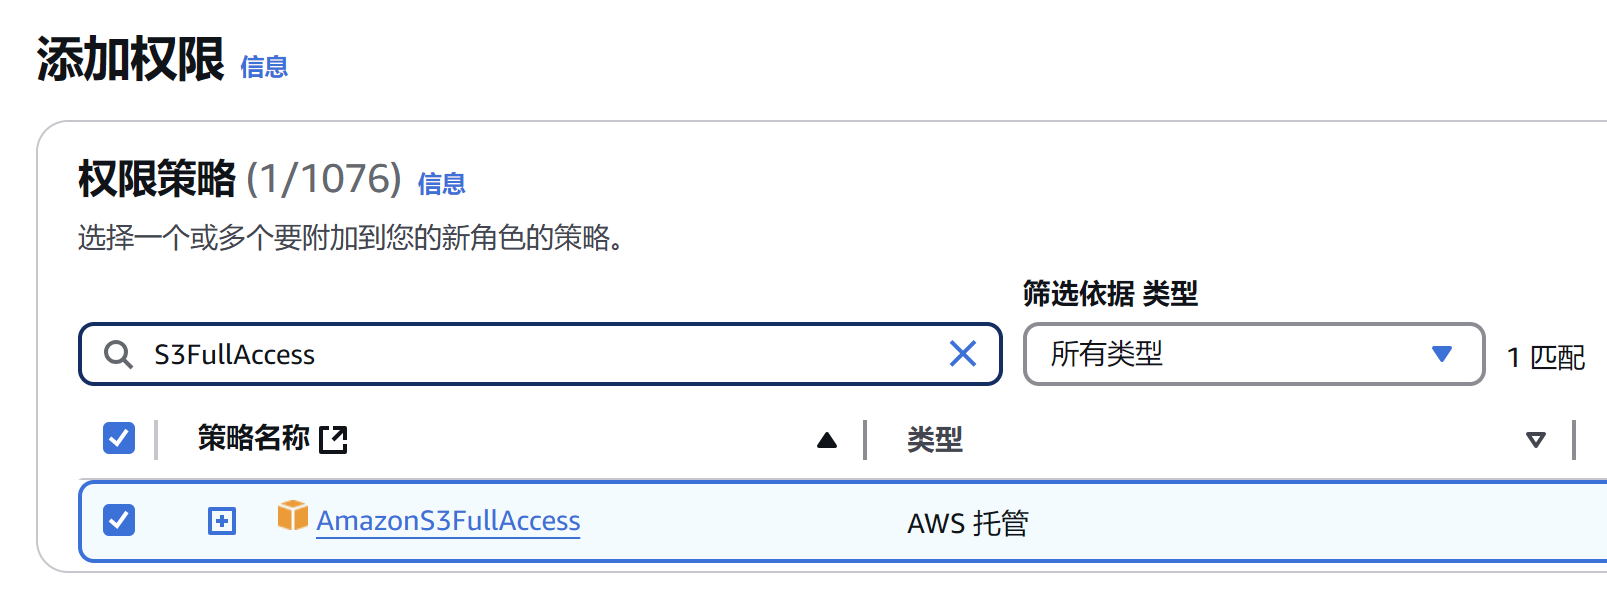 添加权限 信息
权限策略 (1/1076) 信息
选择一个或多个要附加到您的新角色的策略。
筛选依据 类型
S3FullAccess
所有类型
1 匹配
策略名称
类型
AmazonS3FullAccess
AWS 托管